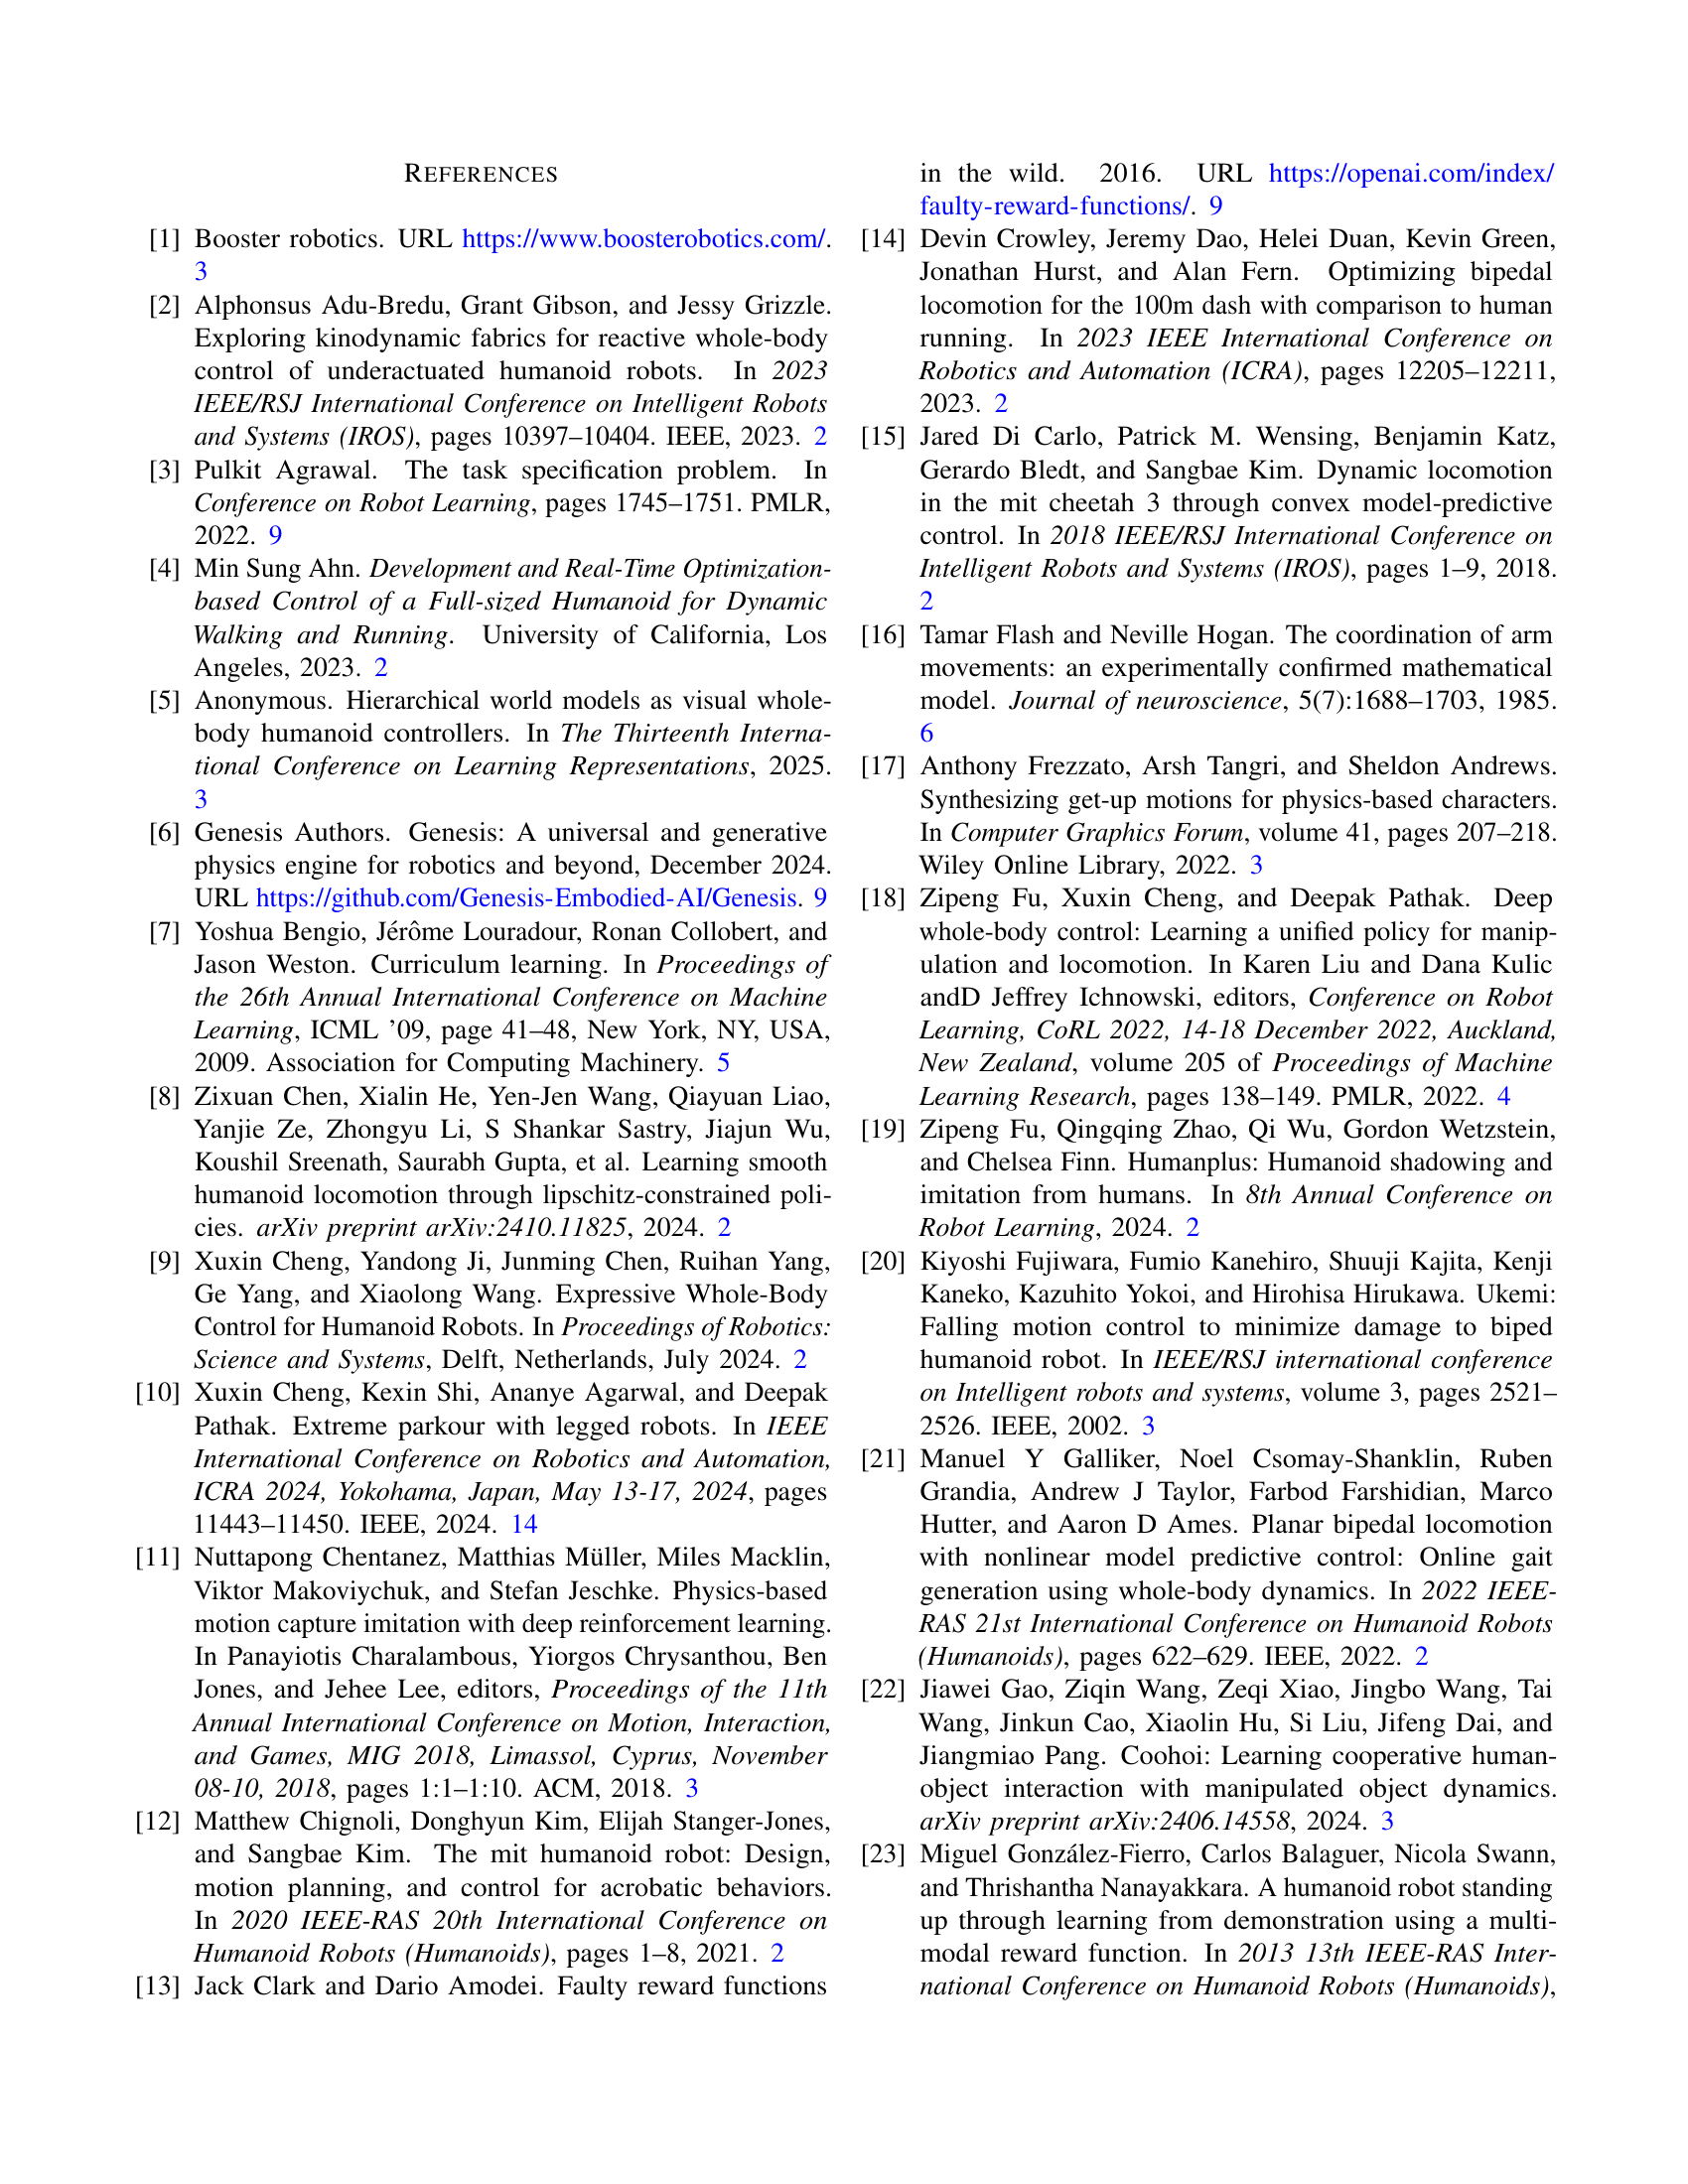 REFERENCES
[1] Booster robotics. URL https://www.boosterobotics.com/.
3
[2] Alphonsus Adu-Bredu, Grant Gibson, and Jessy Grizzle.
Exploring kinodynamic fabrics for reactive whole-body
control of underactuated humanoid robots. In 2023
IEEE/RSJ International Conference on Intelligent Robots
and Systems (IROS), pages 10397–10404. IEEE, 2023. 2
[3] Pulkit Agrawal. The task specification problem. In
Conference on Robot Learning, pages 1745–1751. PMLR,
2022. 9
[4] Min Sung Ahn. Development and Real-Time Optimization-
based Control of a Full-sized Humanoid for Dynamic
Walking and Running. University of California, Los
Angeles, 2023. 2
[5] Anonymous. Hierarchical world models as visual whole-
body humanoid controllers. In The Thirteenth Interna-
tional Conference on Learning Representations, 2025.
3
[6] Genesis Authors. Genesis: A universal and generative
physics engine for robotics and beyond, December 2024.
URL https://github.com/Genesis-Embodied-AI/Genesis. 9
[7] Yoshua Bengio, Jérôme Louradour, Ronan Collobert, and
Jason Weston. Curriculum learning. In Proceedings of
the 26th Annual International Conference on Machine
Learning, ICML ’09, page 41–48, New York, NY, USA,
2009. Association for Computing Machinery. 5
[8] Zixuan Chen, Xialin He, Yen-Jen Wang, Qiayuan Liao,
Yanjie Ze, Zhongyu Li, S Shankar Sastry, Jiajun Wu,
Koushil Sreenath, Saurabh Gupta, et al. Learning smooth
humanoid locomotion through lipschitz-constrained poli-
cies. arXiv preprint arXiv:2410.11825, 2024. 2
[9] Xuxin Cheng, Yandong Ji, Junming Chen, Ruihan Yang,
Ge Yang, and Xiaolong Wang. Expressive Whole-Body
Control for Humanoid Robots. In Proceedings of Robotics:
Science and Systems, Delft, Netherlands, July 2024. 2
[10] Xuxin Cheng, Kexin Shi, Ananye Agarwal, and Deepak
Pathak. Extreme parkour with legged robots. In IEEE
International Conference on Robotics and Automation,
ICRA 2024, Yokohama, Japan, May 13-17, 2024, pages
11443–11450. IEEE, 2024. 14
[11] Nuttapong Chentanez, Matthias Müller, Miles Macklin,
Viktor Makoviychuk, and Stefan Jeschke. Physics-based
motion capture imitation with deep reinforcement learning.
In Panayiotis Charalambous, Yiorgos Chrysanthou, Ben
Jones, and Jehee Lee, editors, Proceedings of the 11th
Annual International Conference on Motion, Interaction,
and Games, MIG 2018, Limassol, Cyprus, November
08-10, 2018, pages 1:1–1:10. ACM, 2018. 3
[12] Matthew Chignoli, Donghyun Kim, Elijah Stanger-Jones,
and Sangbae Kim. The mit humanoid robot: Design,
motion planning, and control for acrobatic behaviors.
In 2020 IEEE-RAS 20th International Conference on
Humanoid Robots (Humanoids), pages 1–8, 2021. 2
[13] Jack Clark and Dario Amodei. Faulty reward functions
in the wild. 2016. URL https://openai.com/index/
faulty-reward-functions/. 9
[14] Devin Crowley, Jeremy Dao, Helei Duan, Kevin Green,
Jonathan Hurst, and Alan Fern. Optimizing bipedal
locomotion for the 100m dash with comparison to human
running. In 2023 IEEE International Conference on
Robotics and Automation (ICRA), pages 12205–12211,
2023. 2
[15] Jared Di Carlo, Patrick M. Wensing, Benjamin Katz,
Gerardo Bledt, and Sangbae Kim. Dynamic locomotion
in the mit cheetah 3 through convex model-predictive
control. In 2018 IEEE/RSJ International Conference on
Intelligent Robots and Systems (IROS), pages 1–9, 2018.
2
[16] Tamar Flash and Neville Hogan. The coordination of arm
movements: an experimentally confirmed mathematical
model. Journal of neuroscience, 5(7):1688–1703, 1985.
6
[17] Anthony Frezzato, Arsh Tangri, and Sheldon Andrews.
Synthesizing get-up motions for physics-based characters.
In Computer Graphics Forum, volume 41, pages 207–218.
Wiley Online Library, 2022. 3
[18] Zipeng Fu, Xuxin Cheng, and Deepak Pathak. Deep
whole-body control: Learning a unified policy for manip-
ulation and locomotion. In Karen Liu and Dana Kulic
andD Jeffrey Ichnowski, editors, Conference on Robot
Learning, CoRL 2022, 14-18 December 2022, Auckland,
New Zealand, volume 205 of Proceedings of Machine
Learning Research, pages 138–149. PMLR, 2022. 4
[19] Zipeng Fu, Qingqing Zhao, Qi Wu, Gordon Wetzstein,
and Chelsea Finn. Humanplus: Humanoid shadowing and
imitation from humans. In 8th Annual Conference on
Robot Learning, 2024. 2
[20] Kiyoshi Fujiwara, Fumio Kanehiro, Shuuji Kajita, Kenji
Kaneko, Kazuhito Yokoi, and Hirohisa Hirukawa. Ukemi:
Falling motion control to minimize damage to biped
humanoid robot. In IEEE/RSJ international conference
on Intelligent robots and systems, volume 3, pages 2521–
2526. IEEE, 2002. 3
[21] Manuel Y Galliker, Noel Csomay-Shanklin, Ruben
Grandia, Andrew J Taylor, Farbod Farshidian, Marco
Hutter, and Aaron D Ames. Planar bipedal locomotion
with nonlinear model predictive control: Online gait
generation using whole-body dynamics. In 2022 IEEE-
RAS 21st International Conference on Humanoid Robots
(Humanoids), pages 622–629. IEEE, 2022. 2
[22] Jiawei Gao, Ziqin Wang, Zeqi Xiao, Jingbo Wang, Tai
Wang, Jinkun Cao, Xiaolin Hu, Si Liu, Jifeng Dai, and
Jiangmiao Pang. Coohoi: Learning cooperative human-
object interaction with manipulated object dynamics.
arXiv preprint arXiv:2406.14558, 2024. 3
[23] Miguel González-Fierro, Carlos Balaguer, Nicola Swann,
and Thrishantha Nanayakkara. A humanoid robot standing
up through learning from demonstration using a multi-
modal reward function. In 2013 13th IEEE-RAS Inter-
national Conference on Humanoid Robots (Humanoids),